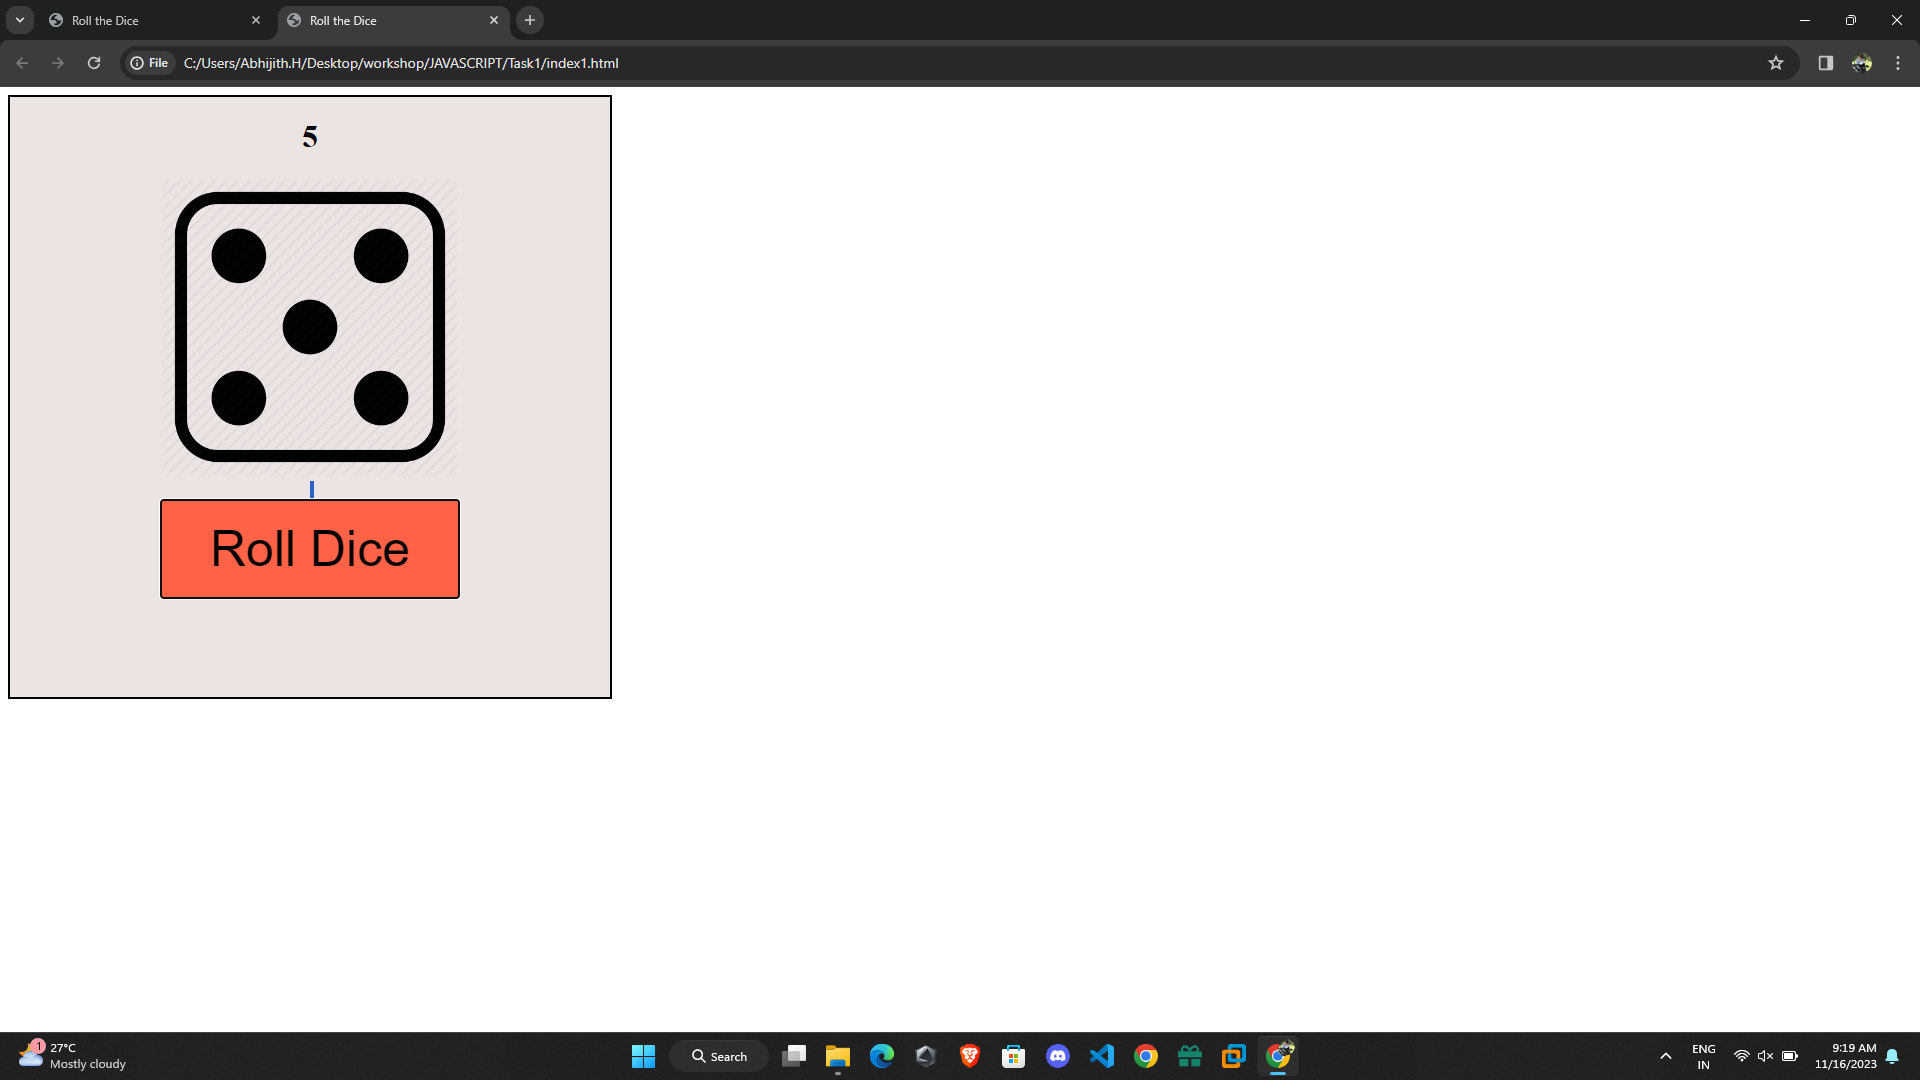 Roll the Dice
Roll the Dice
File
C:/Users/Abhijith.H/Desktop/workshop/JAVASCRIPT/Task1/index1.html
5
Roll Dice
1
27°C
Mostly cloudy
Search
ENG
IN
9:19 AM
11/16/2023